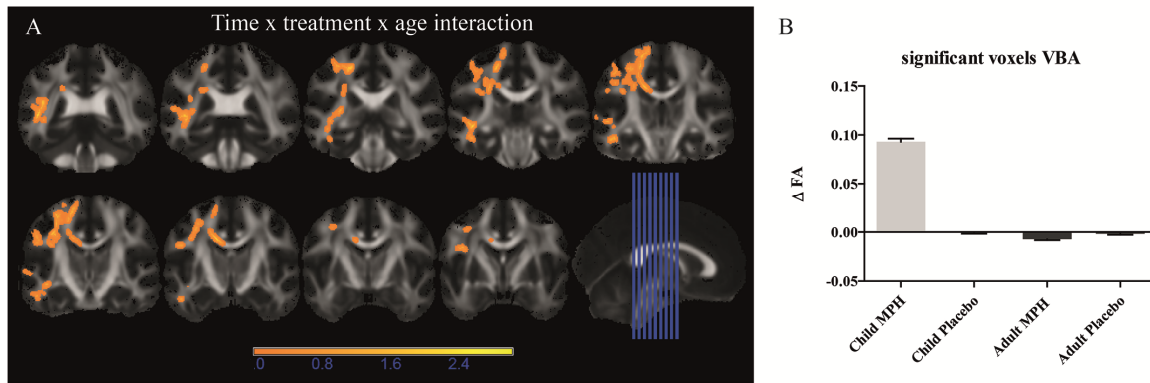 A
Time x treatment x age interaction
.0 0.8 1.6 2.4
B
significant voxels VBA
0.15
0.10
0.05
0.00
-0.05
Δ FA
Child MPH
Child Placebo
Adult MPH
Adult Placebo